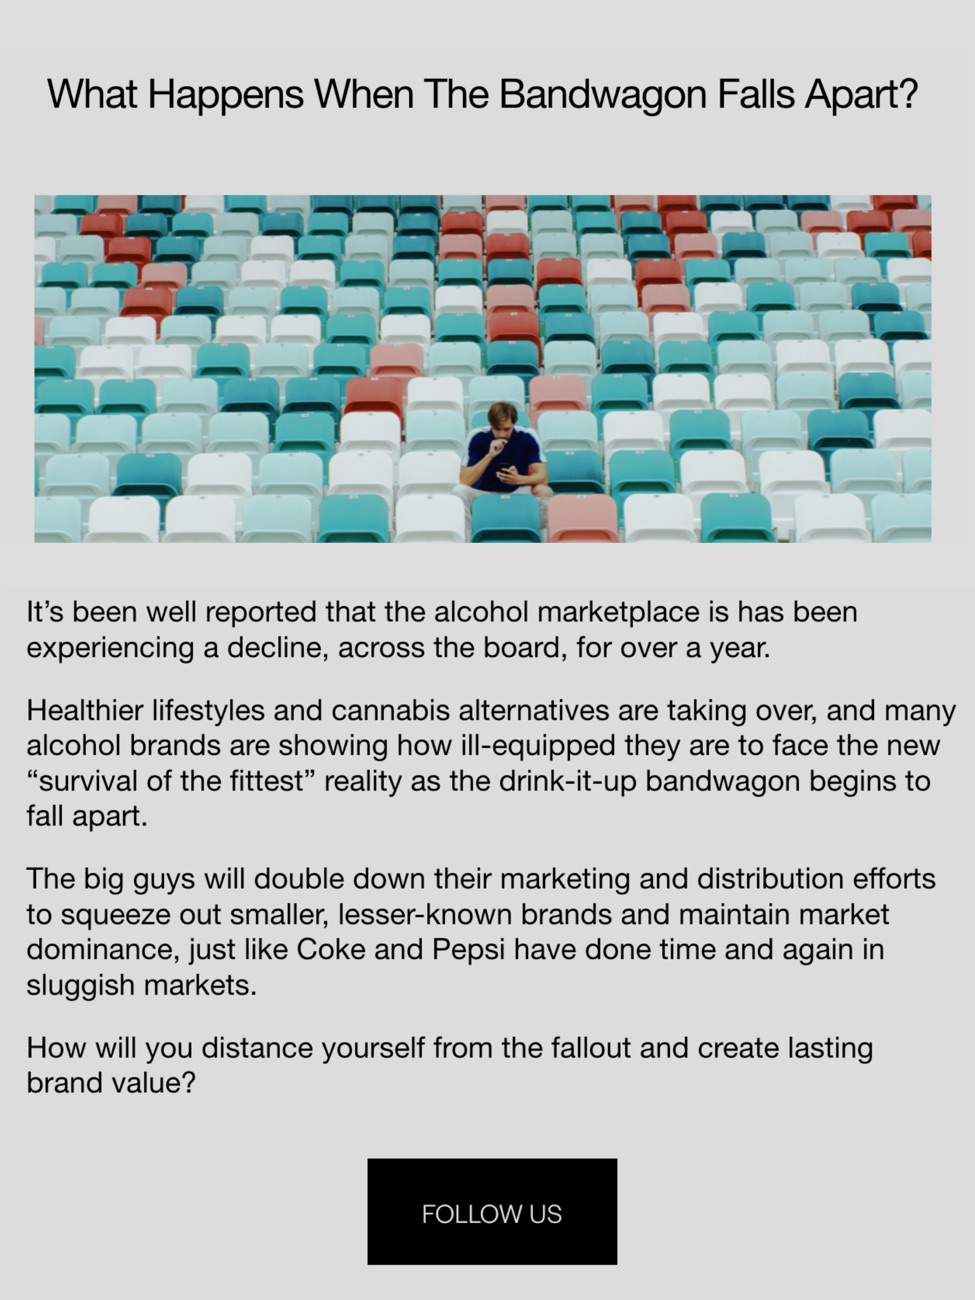 What Happens When The Bandwagon Falls Apart?
It’s been well reported that the alcohol marketplace is has been
experiencing a decline, across the board, for over a year.
Healthier lifestyles and cannabis alternatives are taking over, and many
alcohol brands are showing how ill-equipped they are to face the new
“survival of the fittest” reality as the drink-it-up bandwagon begins to
fall apart.
The big guys will double down their marketing and distribution efforts
to squeeze out smaller, lesser-known brands and maintain market
dominance, just like Coke and Pepsi have done time and again in
sluggish markets.
How will you distance yourself from the fallout and create lasting
brand value?
FOLLOW US